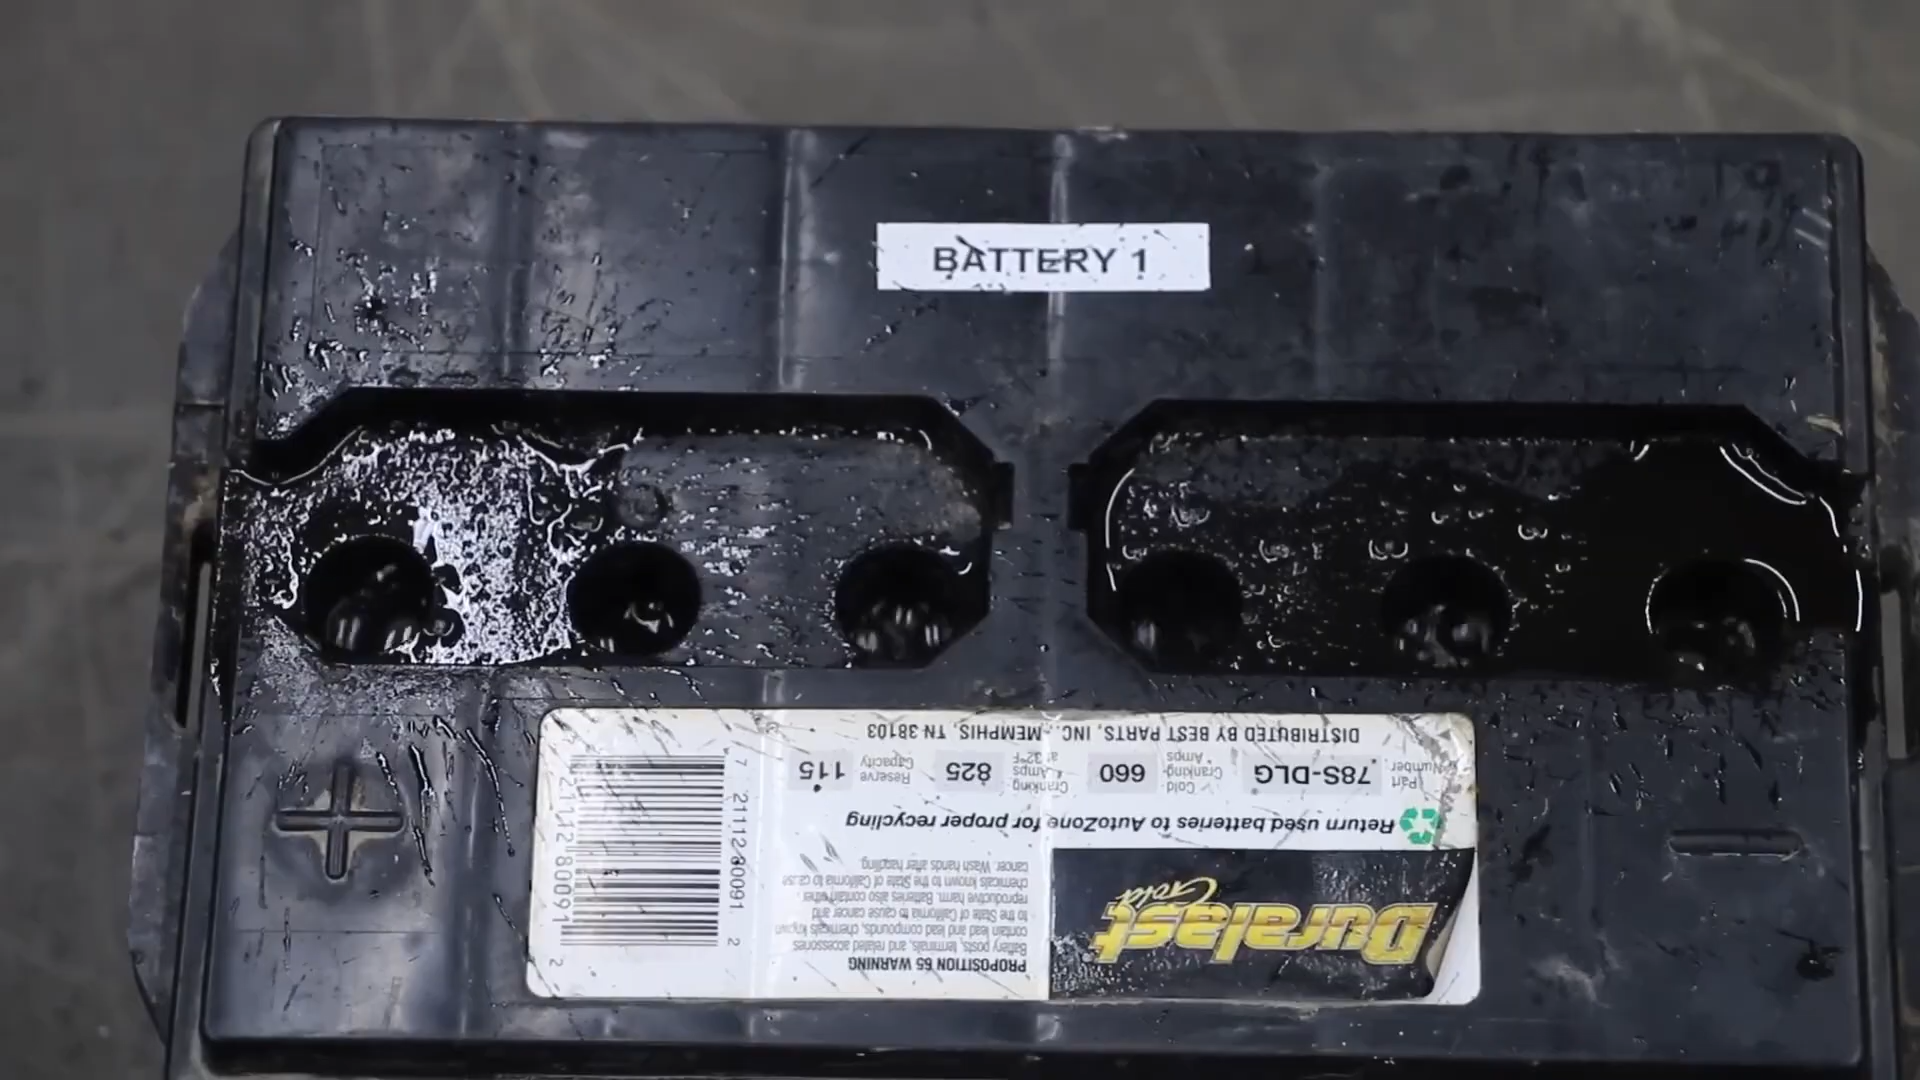 BATTERY 1
Duralast
Gold
Return used batteries to AutoZone for proper recycling
Part Number: 78S-DLG
Cold Cranking Amps 660
Cranking Amps at 32°F 825
Reserve Capacity 115
DISTRIBUTED BY BEST PARTS, INC., MEMPHIS, TN 38103
PROPOSITION 65 WARNING
Battery posts, terminals, and related accessories
contain lead and lead compounds, chemicals known
to the State of California to cause cancer and
reproductive harm. Batteries also contain other
chemicals known to the State of California to cause
cancer. Wash hands after handling.
7 21112 80091 2
7 21112 80091 2